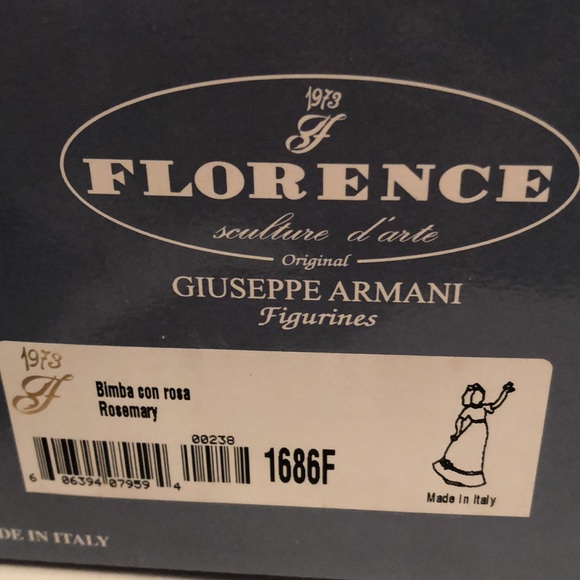 1973
F
FLORENCE
sculture d'arte
Original
GIUSEPPE ARMANI
Figurines
1973
F
Bimba con rosa
Rosemary
00238
6 06394 07959 4
1686F
Made in Italy
DE IN ITALY